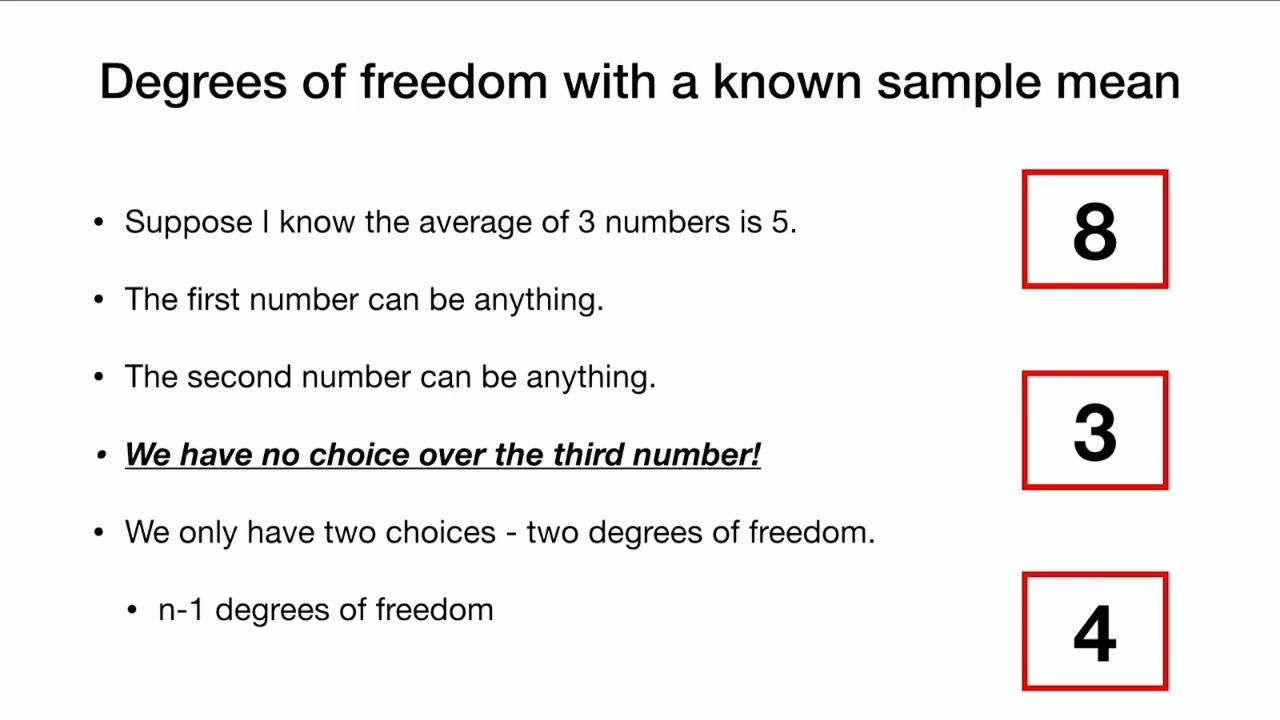 Degrees of freedom with a known sample mean
• Suppose I know the average of 3 numbers is 5.
• The first number can be anything.
• The second number can be anything.
• We have no choice over the third number!
• We only have two choices - two degrees of freedom.
• n-1 degrees of freedom
8
3
4